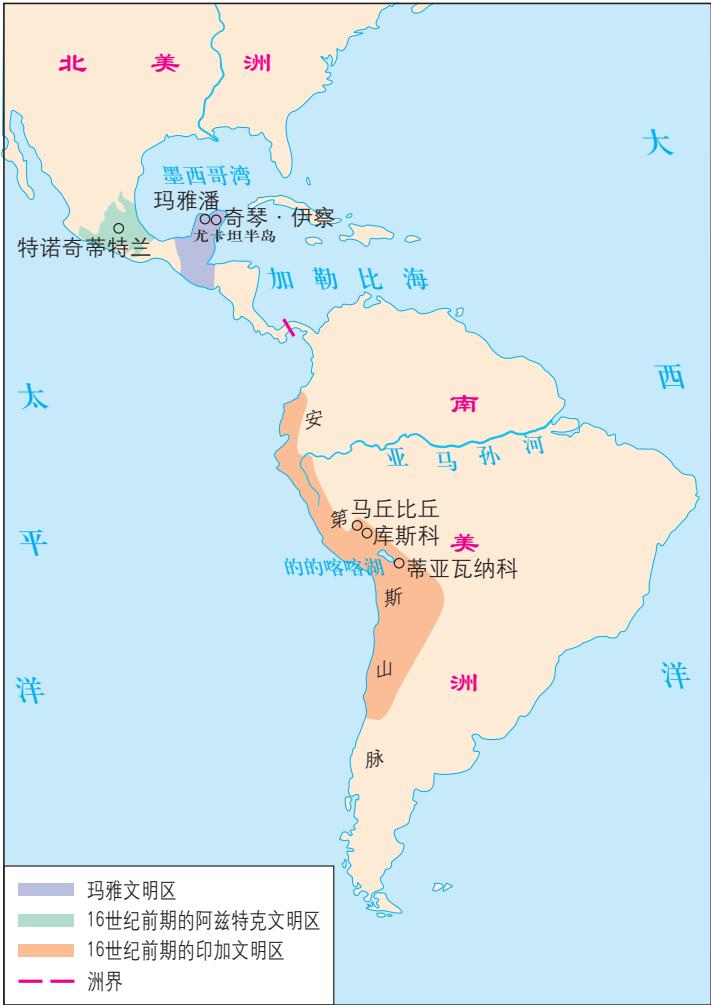 北美洲
大
墨西哥湾
玛雅潘
奇琴·伊察
尤卡坦半岛
特诺奇蒂特兰
加勒比海
西
太
南
安
亚马孙河
第
马丘比丘
库斯科
平
美
的的喀喀湖
蒂亚瓦纳科
斯
山
洲
洋
洋
脉
玛雅文明区
16世纪前期的阿兹特克文明区
16世纪前期的印加文明区
洲界